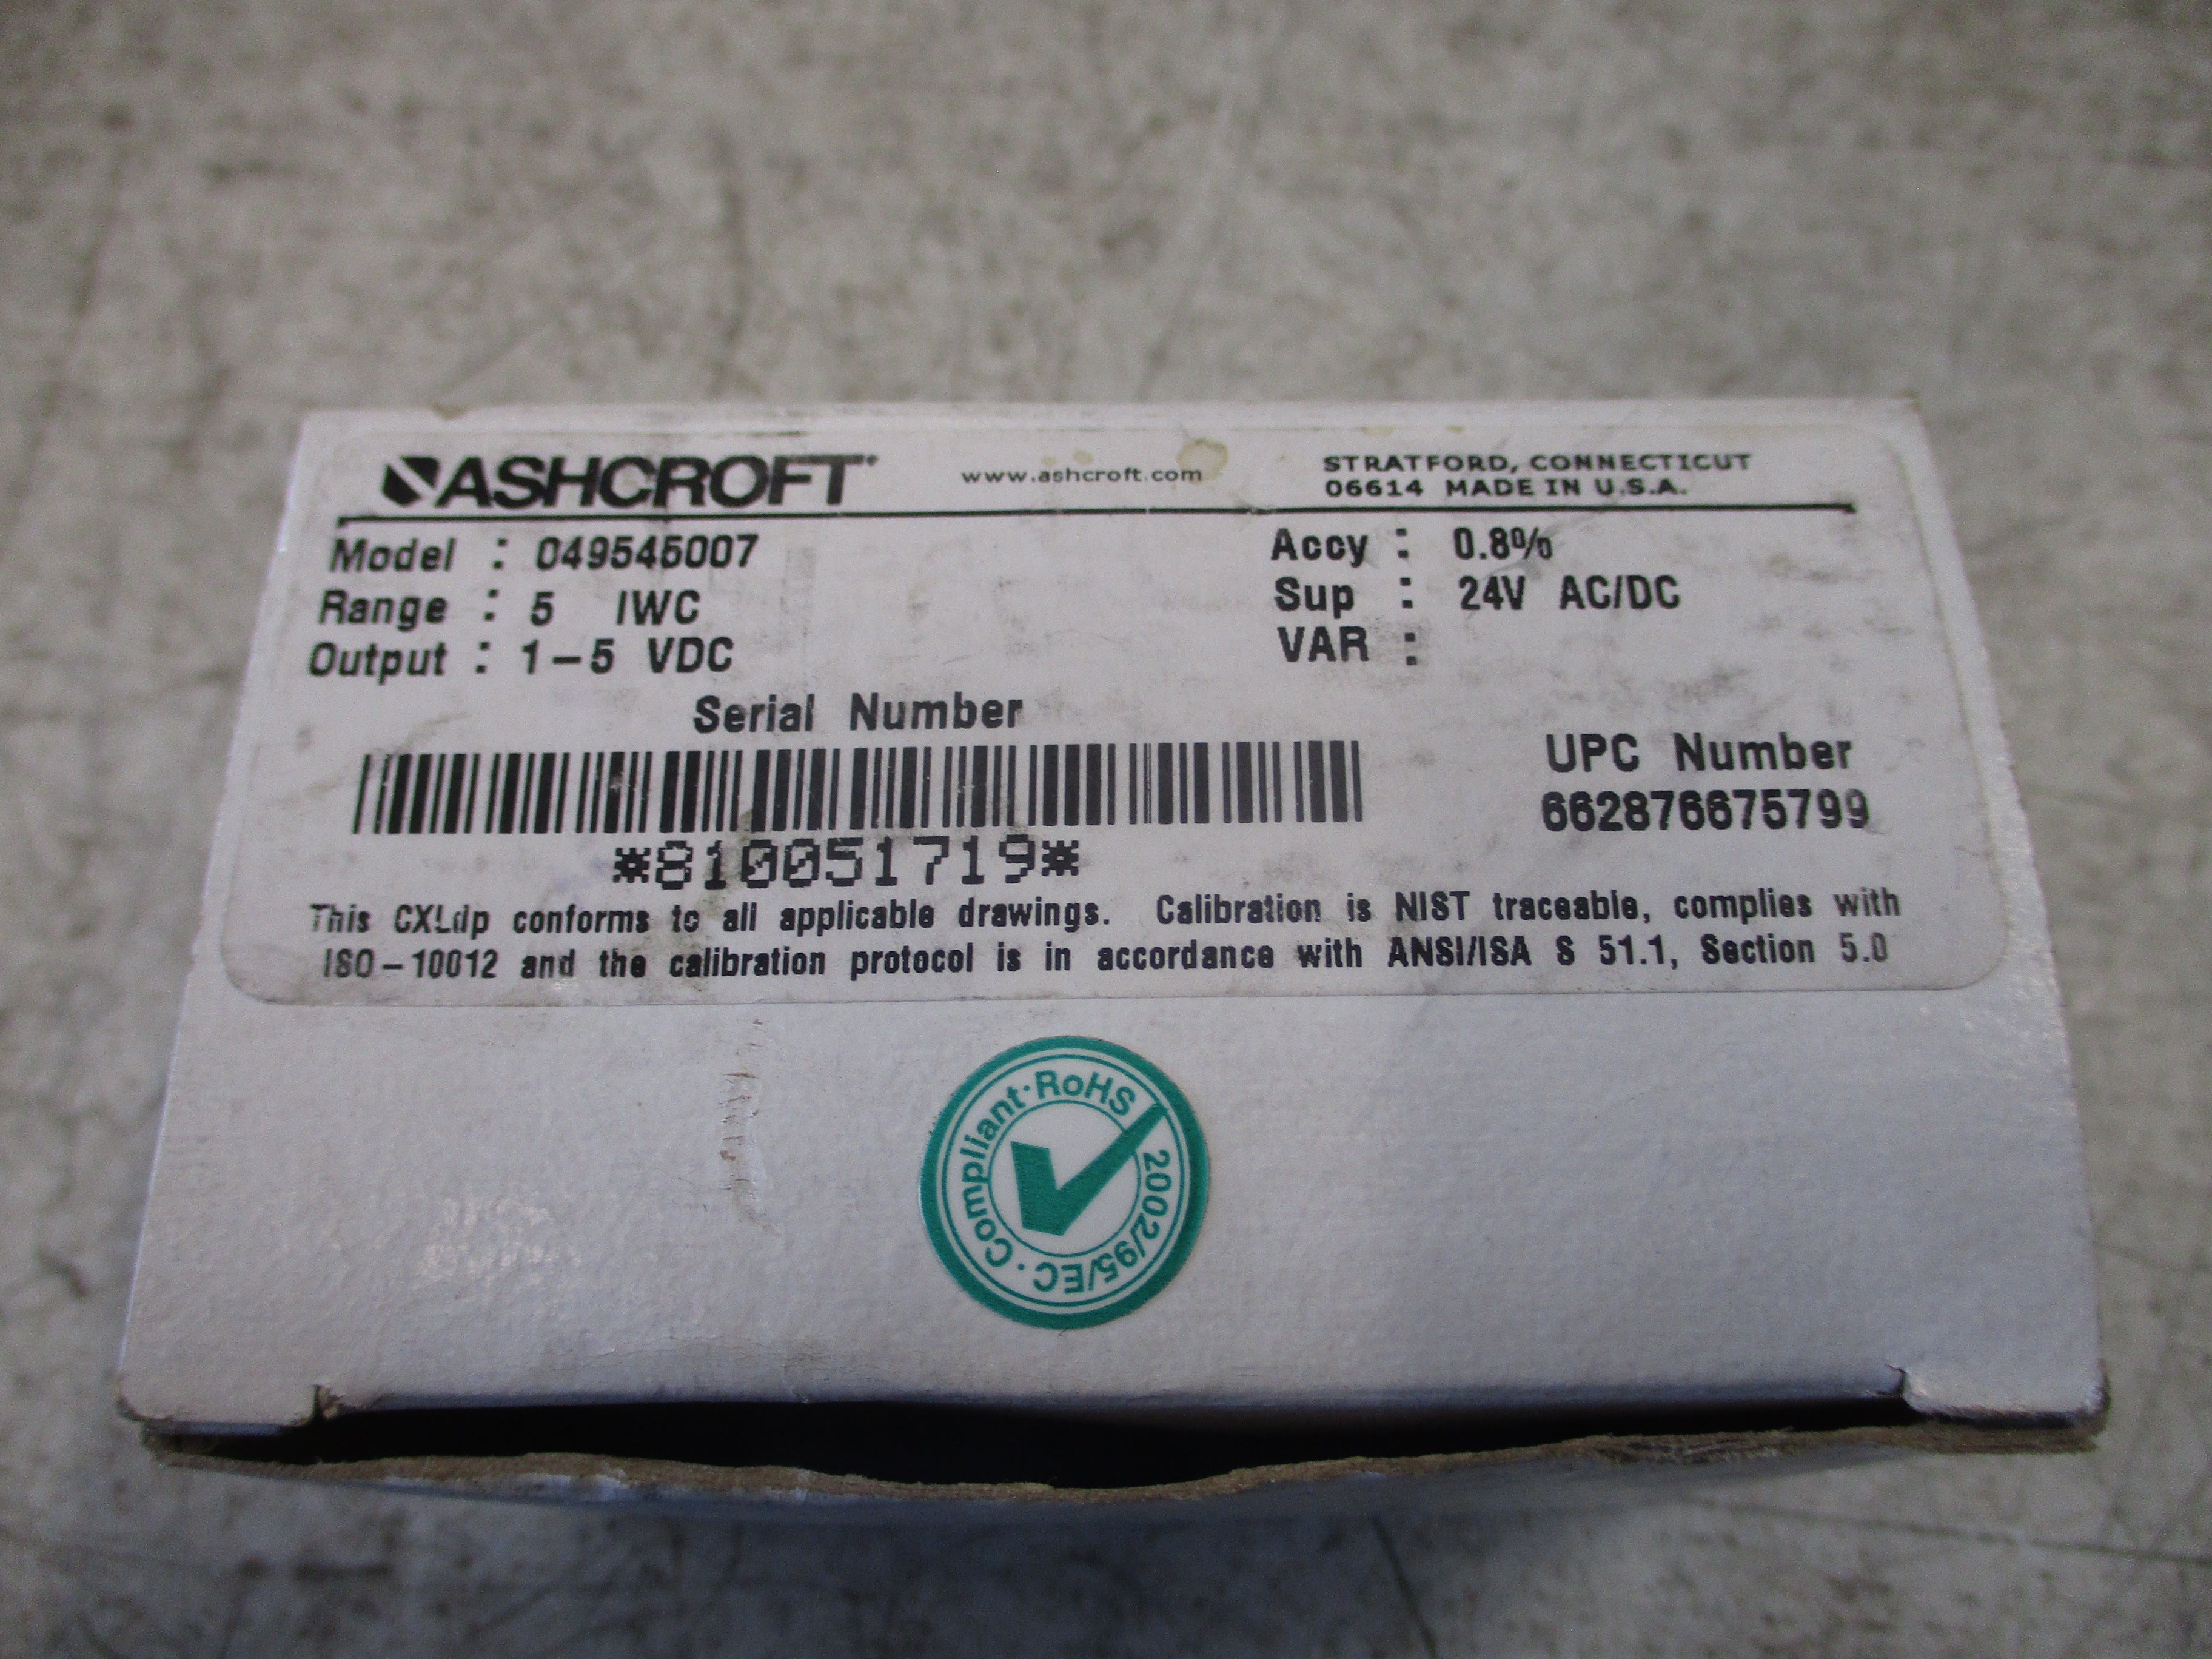 ASHCROFT
www.ashcroft.com
STRATFORD, CONNECTICUT
06614 MADE IN U.S.A.
Model : 049545007
Range : 5 IWC
Output : 1-5 VDC
Accy : 0.8%
Sup : 24V AC/DC
VAR :
Serial Number
*810051719*
UPC Number
662876675799
This CXLdp conforms to all applicable drawings. Calibration is NIST traceable, complies with
ISO-10012 and the calibration protocol is in accordance with ANSI/ISA S 51.1, Section 5.0
Compliant · RoHS 2002/95/EC ·